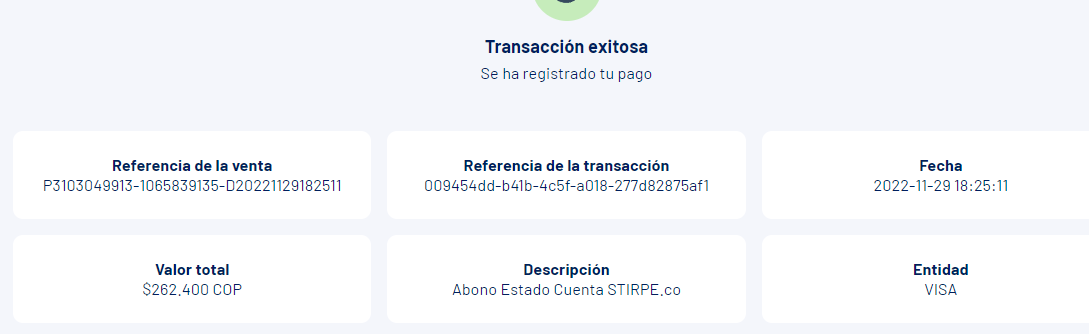 Transacción exitosa
Se ha registrado tu pago
Referencia de la venta
P3103049913-1065839135-D20221129182511
Referencia de la transacción
009454dd-b41b-4c5f-a018-277d82875af1
Fecha
2022-11-29 18:25:11
Valor total
$262.400 COP
Descripción
Abono Estado Cuenta STIRPE.co
Entidad
VISA